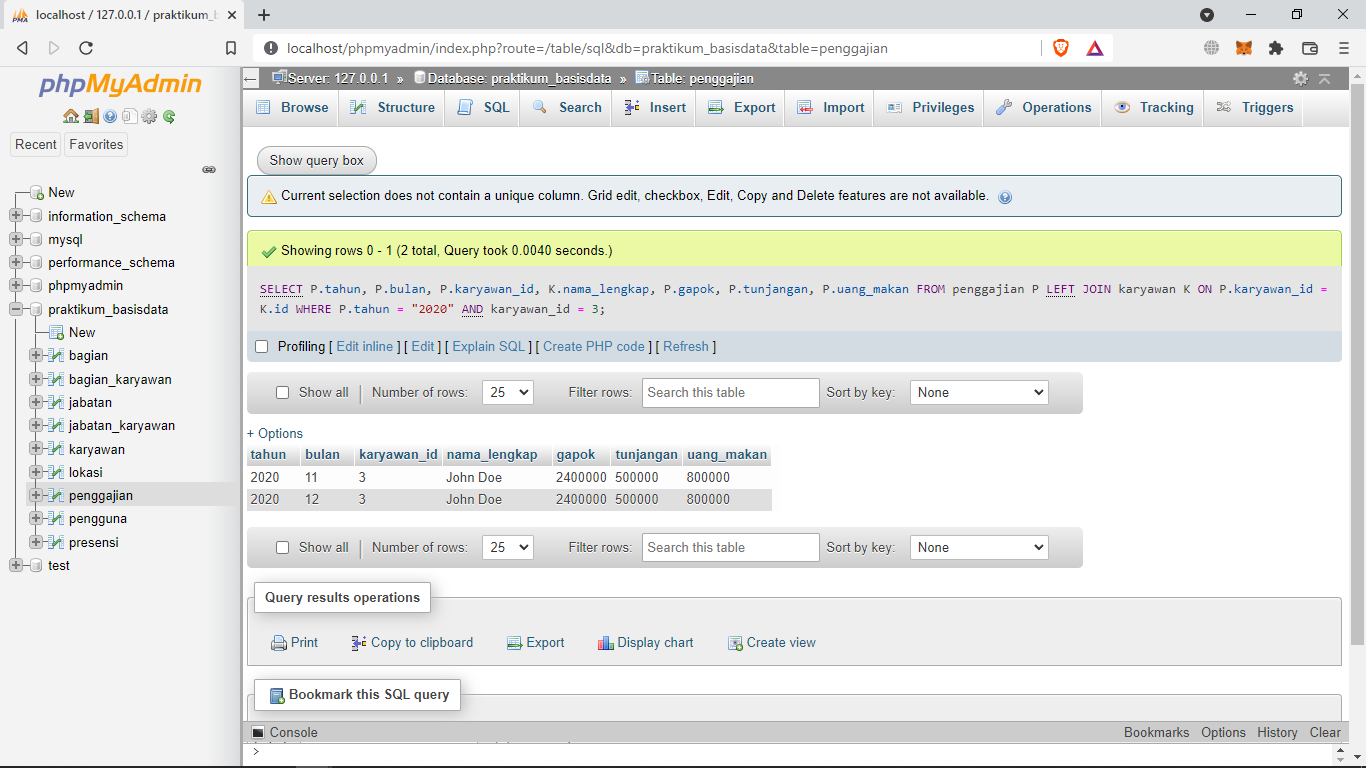 localhost / 127.0.0.1 / praktikum_b
localhost/phpmyadmin/index.php?route=/table/sql&db=praktikum_basisdata&table=penggajian
phpMyAdmin
Recent Favorites
New
information_schema
mysql
performance_schema
phpmyadmin
praktikum_basisdata
New
bagian
bagian_karyawan
jabatan
jabatan_karyawan
karyawan
lokasi
penggajian
pengguna
presensi
test
Server: 127.0.0.1 » Database: praktikum_basisdata » Table: penggajian
Browse Structure SQL Search Insert Export Import Privileges Operations Tracking Triggers
Show query box
Current selection does not contain a unique column. Grid edit, checkbox, Edit, Copy and Delete features are not available.
Showing rows 0 - 1 (2 total, Query took 0.0040 seconds.)
SELECT P.tahun, P.bulan, P.karyawan_id, K.nama_lengkap, P.gapok, P.tunjangan, P.uang_makan FROM penggajian P LEFT JOIN karyawan K ON P.karyawan_id =
K.id WHERE P.tahun = "2020" AND karyawan_id = 3;
Profiling [ Edit inline ] [ Edit ] [ Explain SQL ] [ Create PHP code ] [ Refresh ]
Show all Number of rows: 25 Filter rows: Search this table Sort by key: None
+ Options
tahun bulan karyawan_id nama_lengkap gapok tunjangan uang_makan
2020 11 3 John Doe 2400000 500000 800000
2020 12 3 John Doe 2400000 500000 800000
Show all Number of rows: 25 Filter rows: Search this table Sort by key: None
Query results operations
Print Copy to clipboard Export Display chart Create view
Bookmark this SQL query
Console Bookmarks Options History Clear
>